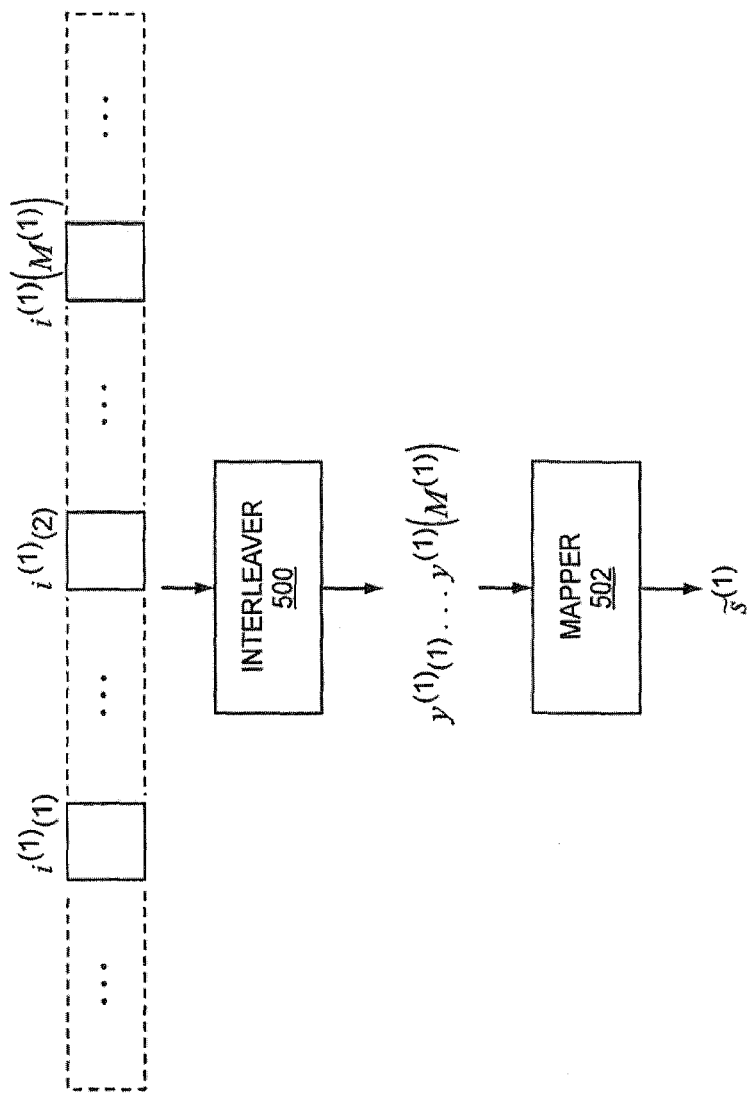 i^(1)(1) i^(1)(2) i^(1)(M^(1))
... ... ... ...
INTERLEAVER
500
y^(1)(1) ... y^(1)(M^(1))
MAPPER
502
s̃^(1)